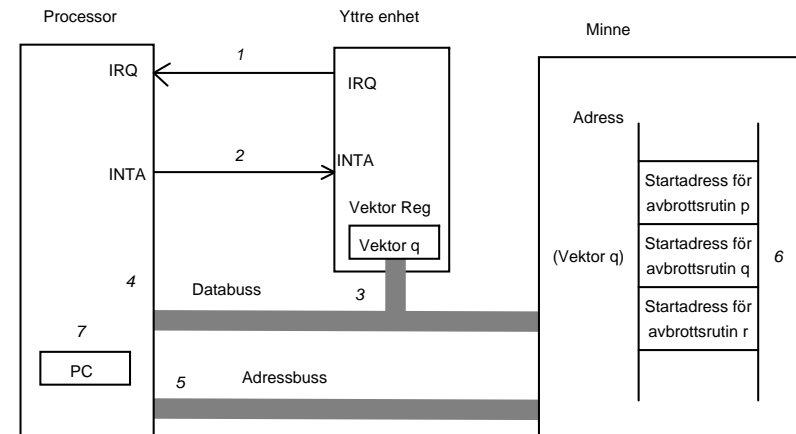 Processor
Yttre enhet
Minne
1
IRQ
IRQ
Adress
2
INTA
INTA
Startadress för
avbrottsrutin p
Vektor Reg
Vektor q
(Vektor q)
Startadress för
avbrottsrutin q
6
4
Databuss
3
Startadress för
avbrottsrutin r
7
PC
5
Adressbuss